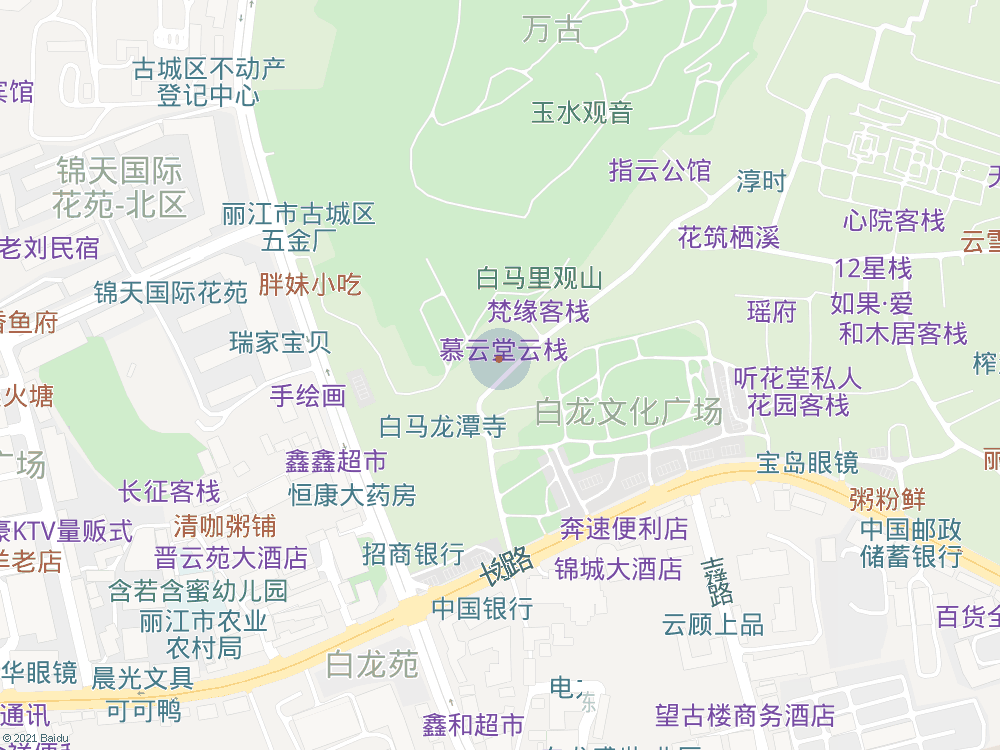 万古
古城区不动产
登记中心
宾馆
玉水观音
锦天国际
花苑-北区
指云公馆
淳时
丽江市古城区
五金厂
心院客栈
老刘民宿
花筑栖溪
云雪
胖妹小吃
白马里观山
12星栈
锦天国际花苑
梵缘客栈
瑶府
如果·爱
香鱼府
和木居客栈
瑞家宝贝
慕云堂云栈
火塘
手绘画
听花堂私人
花园客栈
白龙文化广场
白马龙潭寺
广场
鑫鑫超市
宝岛眼镜
丽
长征客栈
恒康大药房
粥粉鲜
清咖粥铺
奔速便利店
中国邮政
储蓄银行
豪KTV量贩式
羊老店
晋云苑大酒店
招商银行
长路
锦城大酒店
含若含蜜幼儿园
中国银行
丽江市农业
农村局
云顾上品
百货全
白龙苑
华眼镜
晨光文具
可可鸭
电
东
通讯
鑫和超市
望古楼商务酒店
© 2021 Baidu